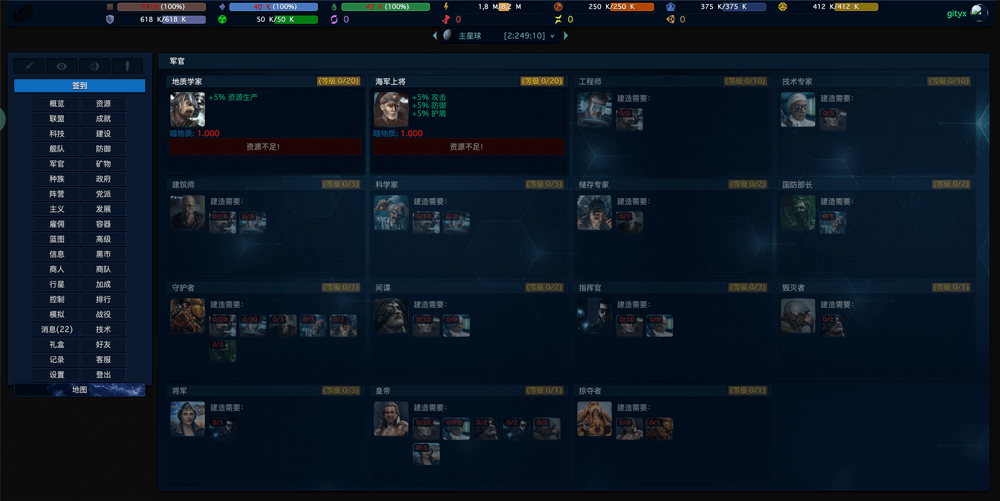 (100%) (100%) (100%) 1,8 M/8,2 M 250 K/250 K 375 K/375 K 412 K/412 K
618 K/618 K 50 K/50 K 0 0 0 0
gityx
主星球 [2:249:10]
签到
概览 资源
联盟 成就
科技 建设
舰队 防御
军官 矿物
种族 政府
阵营 党派
主义 发展
雇佣 容器
蓝图 高级
信息 黑市
商人 商队
行星 加成
控制 排行
模拟 战役
消息(22) 技术
礼盒 好友
记录 客服
设置 登出
地图
军官
地质学家 (等级 0/20)
+5% 资源生产
暗物质: 1.000
资源不足!
海军上将 (等级 0/20)
+5% 攻击
+5% 防御
+5% 护盾
暗物质: 1.000
资源不足!
工程师 (等级 0/10)
建造需要:
0/5
技术专家 (等级 0/10)
建造需要:
0/5
建筑师 (等级 0/3)
建造需要:
科学家 (等级 0/3)
建造需要:
储存专家 (等级 0/2)
建造需要:
国防部长 (等级 0/2)
建造需要:
守护者 (等级 0/1)
建造需要:
间谍 (等级 0/2)
建造需要:
0/10
指挥官 (等级 0/3)
建造需要:
0/10
毁灭者 (等级 0/1)
建造需要:
将军 (等级 0/3)
建造需要:
皇帝 (等级 0/1)
建造需要:
掠夺者 (等级 0/1)
建造需要: